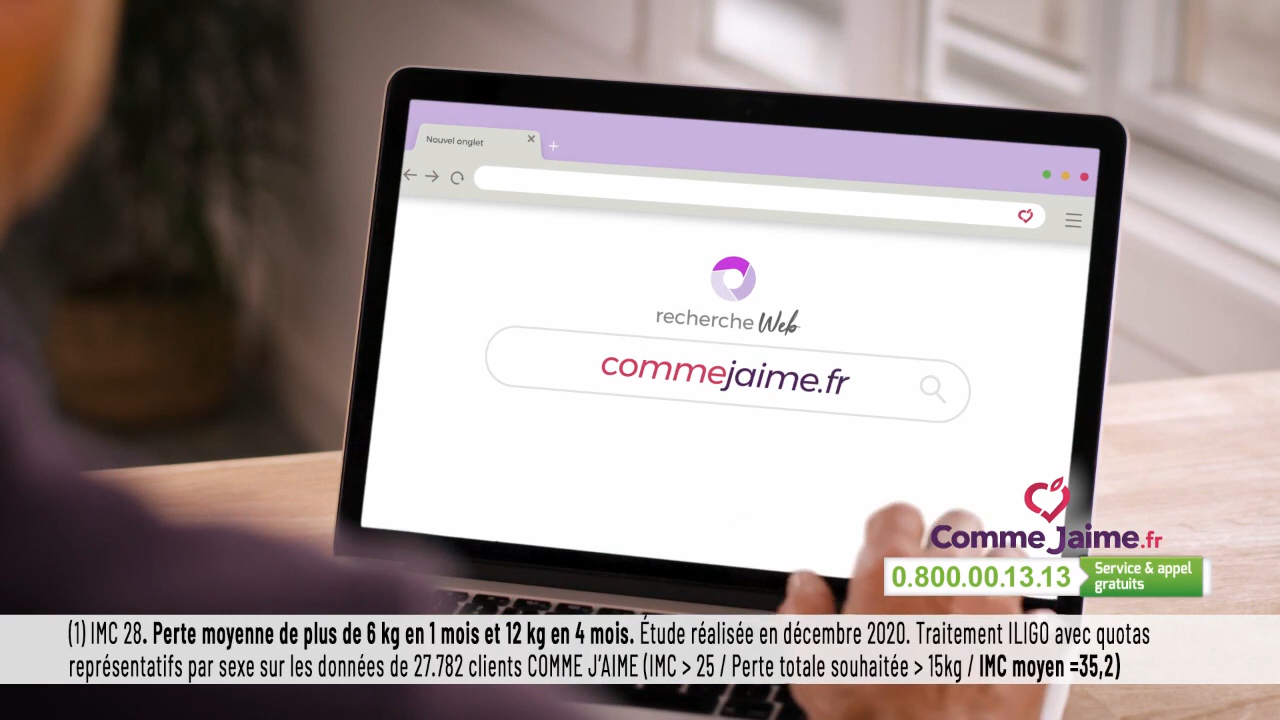 Nouvel onglet
recherche Web
commejaime.fr
Comme Jaime.fr
0.800.00.13.13
Service & appel
gratuits
(1) IMC 28. Perte moyenne de plus de 6 kg en 1 mois et 12 kg en 4 mois. Étude réalisée en décembre 2020. Traitement ILIGO avec quotas
représentatifs par sexe sur les données de 27.782 clients COMME J'AIME (IMC > 25 / Perte totale souhaitée > 15kg / IMC moyen =35,2)